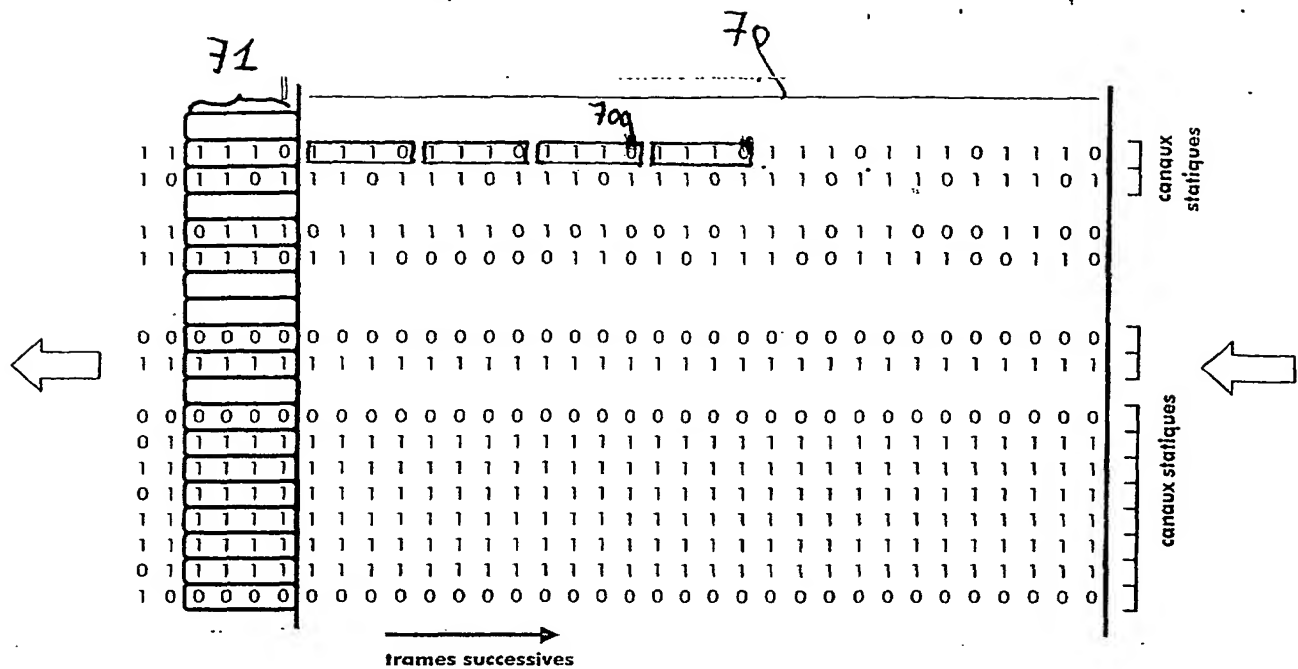 70
71
70a
1 1 1 1 1 0 1 1 1 0 1 1 1 0 1 1 1 0 1 1 1 0 1 1 1 0 1 1 1 0 1 1 1 0
1 0 1 1 0 1 1 1 0 1 1 1 0 1 1 1 0 1 1 1 0 1 1 1 0 1 1 1 0 1 1 1 0 1
canaux
statiques
1 1 0 1 1 1 0 1 1 1 1 1 1 0 1 0 1 0 0 1 0 1 1 1 0 1 1 0 0 0 1 1 0 0
1 1 1 1 1 0 1 1 1 0 0 0 0 0 0 1 1 0 1 0 1 1 1 0 0 1 1 1 1 0 0 1 1 0
0 0 0 0 0 0 0 0 0 0 0 0 0 0 0 0 0 0 0 0 0 0 0 0 0 0 0 0 0 0 0 0 0 0
1 1 1 1 1 1 1 1 1 1 1 1 1 1 1 1 1 1 1 1 1 1 1 1 1 1 1 1 1 1 1 1 1 1
0 0 0 0 0 0 0 0 0 0 0 0 0 0 0 0 0 0 0 0 0 0 0 0 0 0 0 0 0 0 0 0 0 0
0 1 1 1 1 1 1 1 1 1 1 1 1 1 1 1 1 1 1 1 1 1 1 1 1 1 1 1 1 1 1 1 1 1
1 1 1 1 1 1 1 1 1 1 1 1 1 1 1 1 1 1 1 1 1 1 1 1 1 1 1 1 1 1 1 1 1 1
0 1 1 1 1 1 1 1 1 1 1 1 1 1 1 1 1 1 1 1 1 1 1 1 1 1 1 1 1 1 1 1 1 1
1 1 1 1 1 1 1 1 1 1 1 1 1 1 1 1 1 1 1 1 1 1 1 1 1 1 1 1 1 1 1 1 1 1
1 1 1 1 1 1 1 1 1 1 1 1 1 1 1 1 1 1 1 1 1 1 1 1 1 1 1 1 1 1 1 1 1 1
0 1 1 1 1 1 1 1 1 1 1 1 1 1 1 1 1 1 1 1 1 1 1 1 1 1 1 1 1 1 1 1 1 1
1 0 0 0 0 0 0 0 0 0 0 0 0 0 0 0 0 0 0 0 0 0 0 0 0 0 0 0 0 0 0 0 0 0
canaux statiques
trames successives